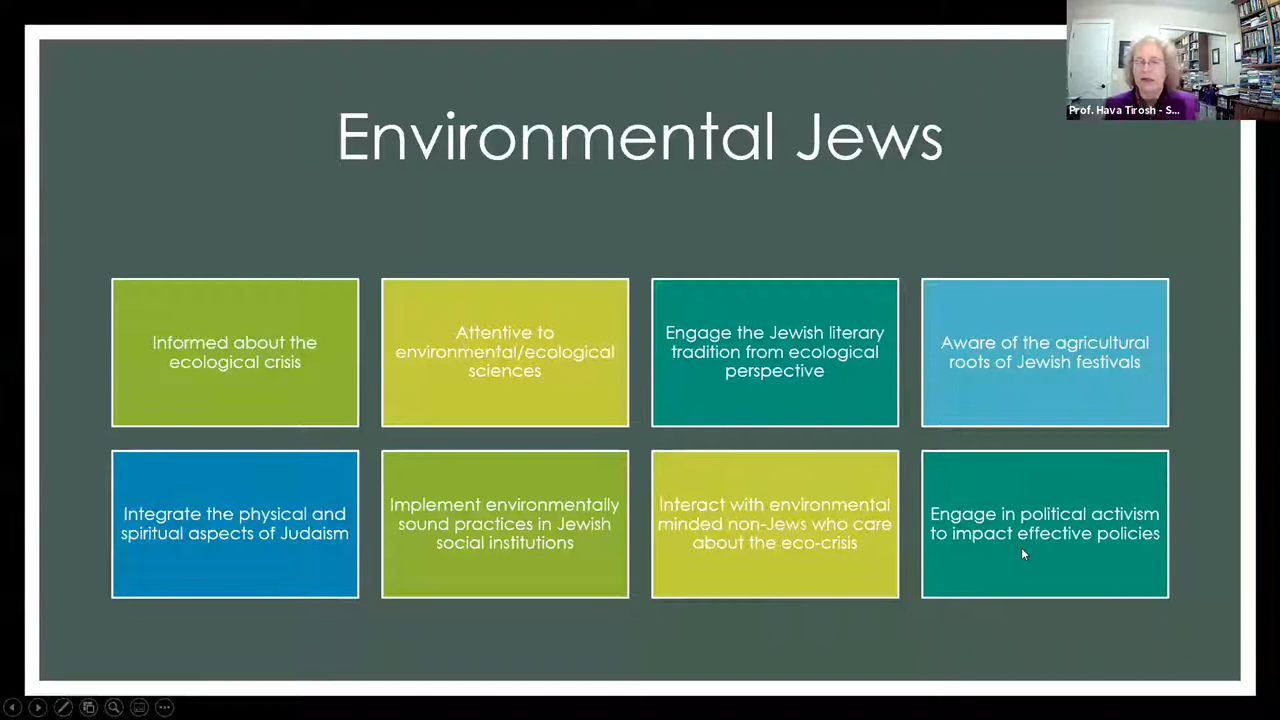 Prof. Hava Tirosh - S...
Environmental Jews
Informed about the
ecological crisis
Attentive to
environmental/ecological
sciences
Engage the Jewish literary
tradition from ecological
perspective
Aware of the agricultural
roots of Jewish festivals
Integrate the physical and
spiritual aspects of Judaism
Implement environmentally
sound practices in Jewish
social institutions
Interact with environmental
minded non-Jews who care
about the eco-crisis
Engage in political activism
to impact effective policies